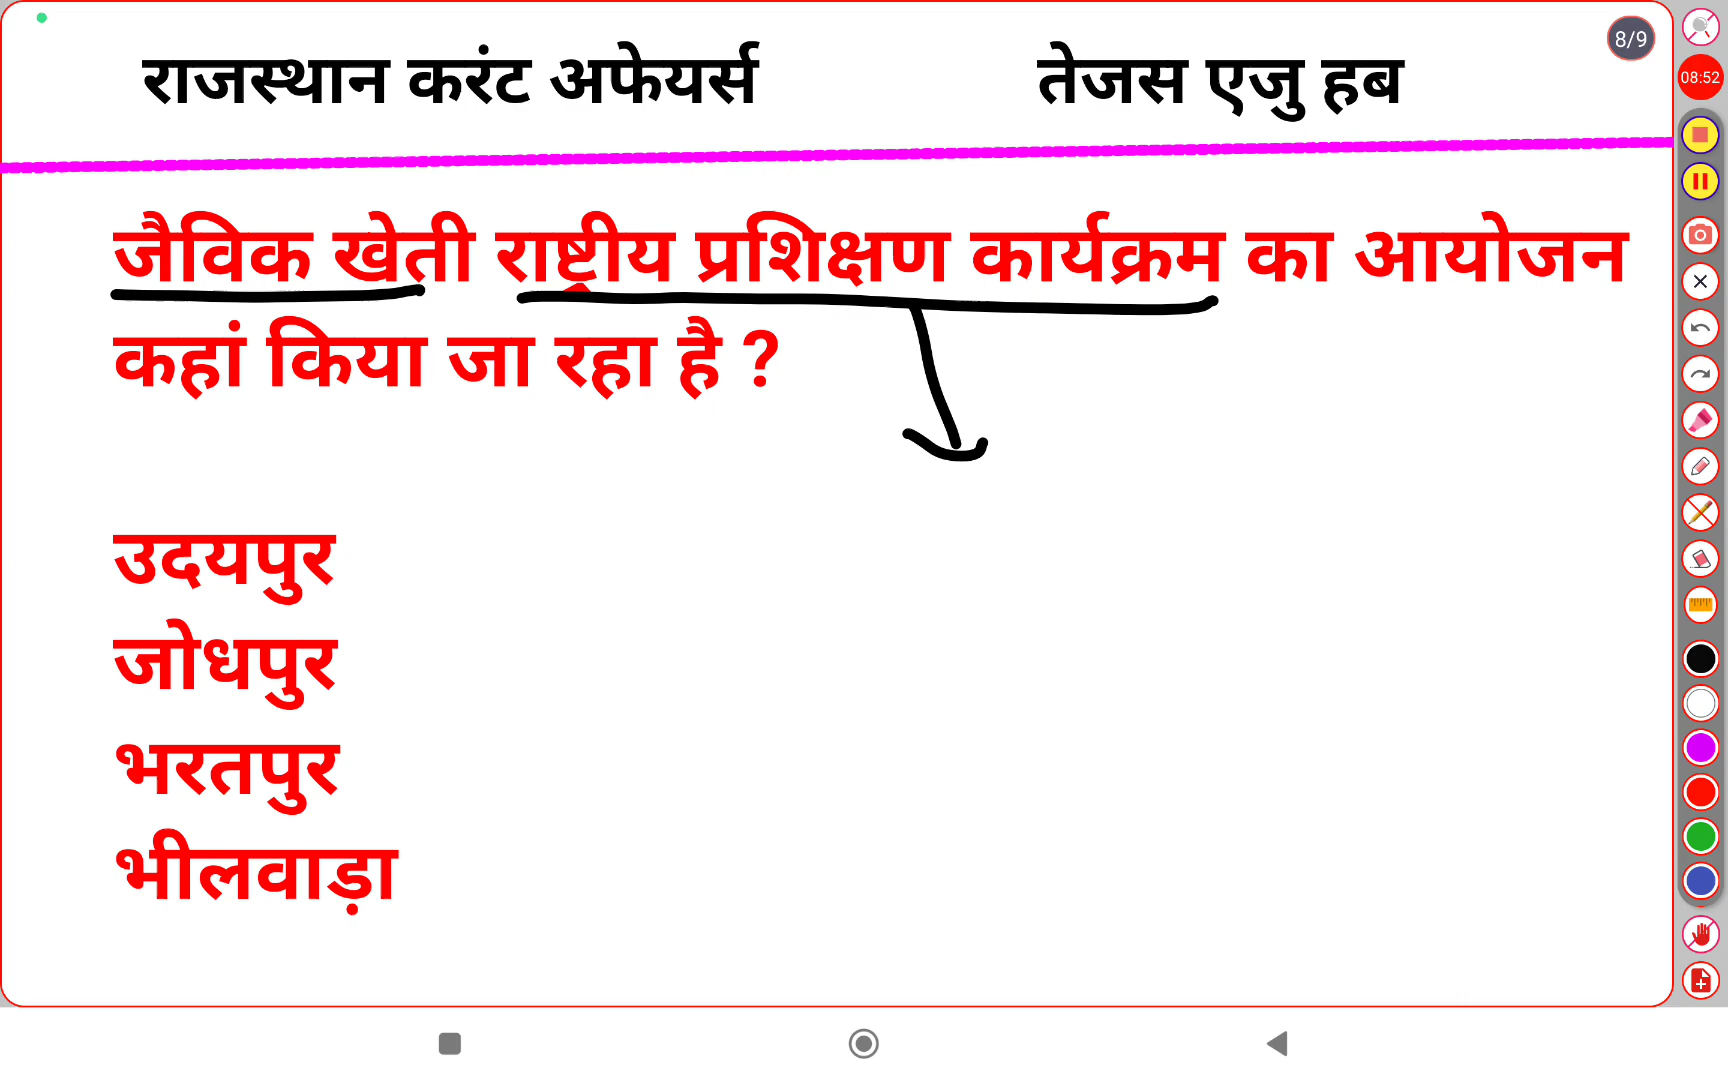 राजस्थान करंट अफेयर्स तेजस एजु हब
8/9
08:52
जैविक खेती राष्ट्रीय प्रशिक्षण कार्यक्रम का आयोजन
कहां किया जा रहा है ?
उदयपुर
जोधपुर
भरतपुर
भीलवाड़ा